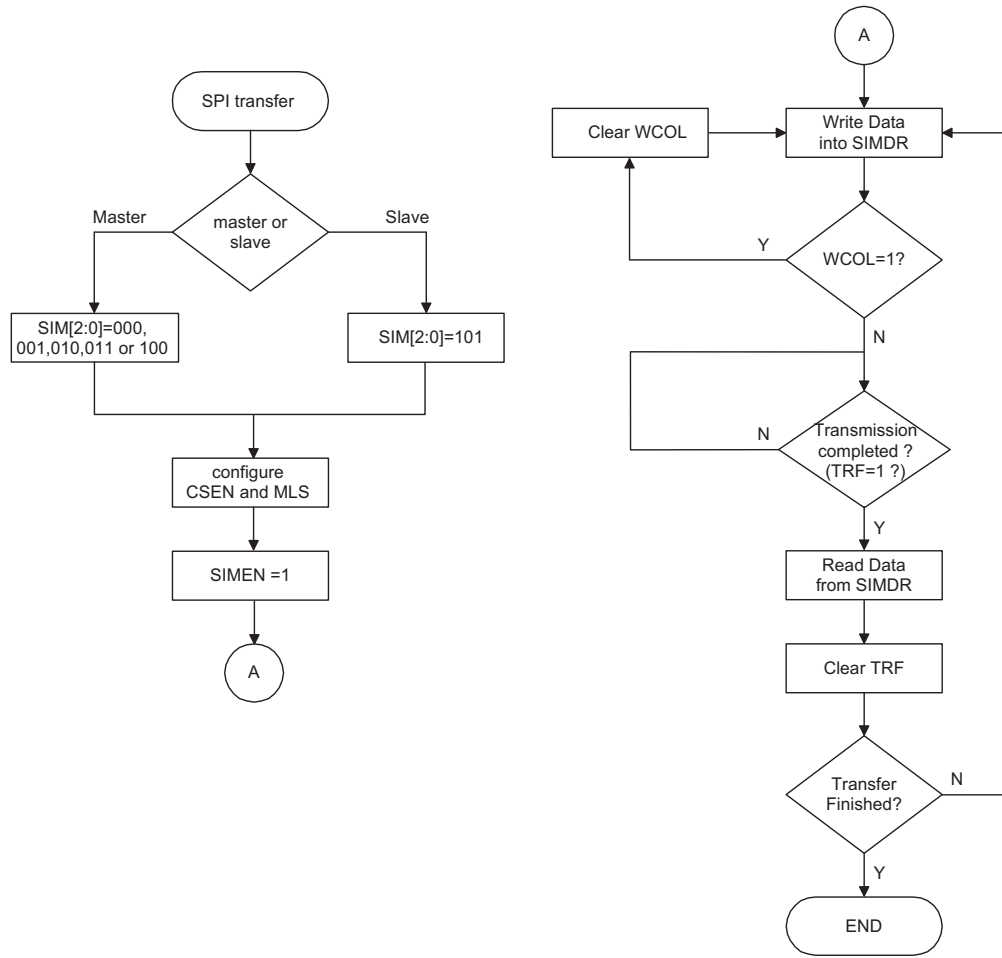 SPI transfer
master or
slave
Master
Slave
SIM[2:0]=000,
001,010,011 or 100
SIM[2:0]=101
configure
CSEN and MLS
SIMEN =1
A
A
Write Data
into SIMDR
Clear WCOL
WCOL=1?
Y
N
Transmission
completed ?
(TRF=1 ?)
N
Y
Read Data
from SIMDR
Clear TRF
Transfer
Finished?
N
Y
END